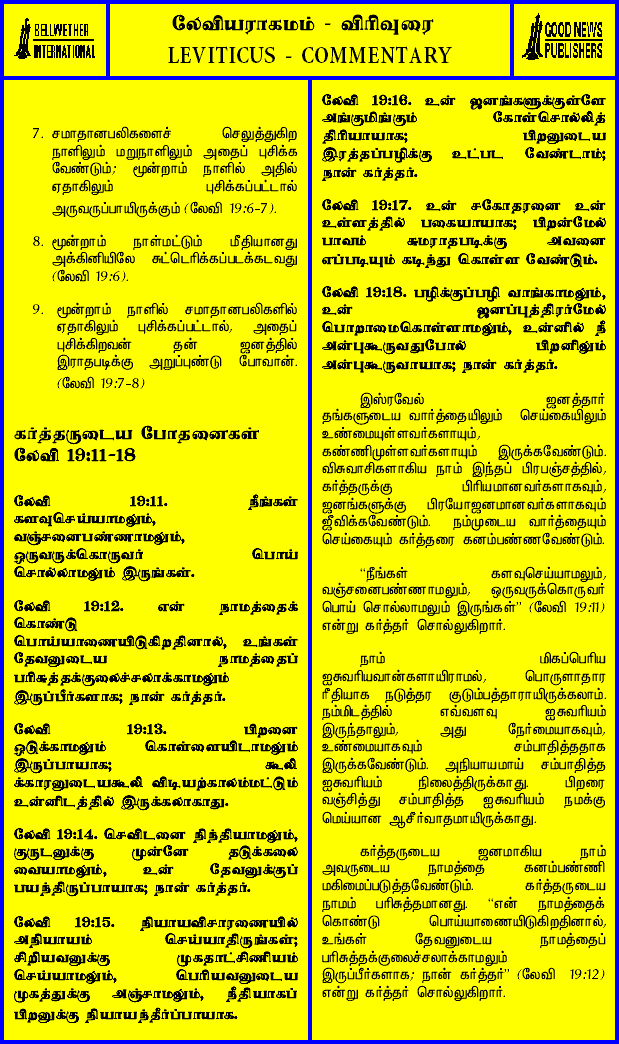 BELLWETHER
INTERNATIONAL
லேவியராகமம் - விரிவுரை
LEVITICUS - COMMENTARY
GOOD NEWS
PUBLISHERS
7. சமாதானபலிகளைச் செலுத்துகிற
நாளிலும் மறுநாளிலும் அதைப் புசிக்க
வேண்டும்; மூன்றாம் நாளில் அதில்
ஏதாகிலும் புசிக்கப்பட்டால்
அருவருப்பாயிருக்கும் (லேவி 19:6-7).
8. மூன்றாம் நாள்மட்டும் மீதியானது
அக்கினியிலே சுட்டெரிக்கப்படக்கடவது
(லேவி 19:6).
9. மூன்றாம் நாளில் சமாதானபலிகளில்
ஏதாகிலும் புசிக்கப்பட்டால், அதைப்
புசிக்கிறவன் தன் ஜனத்தில்
இராதபடிக்கு அறுப்புண்டு போவான்.
(லேவி 19:7-8)
கர்த்தருடைய போதனைகள்
லேவி 19:11-18
லேவி 19:11. நீங்கள்
களவுசெய்யாமலும்,
வஞ்சனைபண்ணாமலும்,
ஒருவருக்கொருவர் பொய்
சொல்லாமலும் இருங்கள்.
லேவி 19:12. என் நாமத்தைக்
கொண்டு
பொய்யாணையிடுகிறதினால், உங்கள்
தேவனுடைய நாமத்தைப்
பரிசுத்தக்குலைச்சலாக்காமலும்
இருப்பீர்களாக; நான் கர்த்தர்.
லேவி 19:13. பிறனை
ஒடுக்காமலும் கொள்ளையிடாமலும்
இருப்பாயாக; கூலி
க்காரனுடையகூலி விடியற்காலம்மட்டும்
உன்னிடத்தில் இருக்கலாகாது.
லேவி 19:14. செவிடனை நிந்தியாமலும்,
குருடனுக்கு முன்னே தடுக்கலை
வையாமலும், உன் தேவனுக்குப்
பயந்திருப்பாயாக; நான் கர்த்தர்.
லேவி 19:15. நியாயவிசாரணையில்
அநியாயம் செய்யாதிருங்கள்;
சிறியவனுக்கு முகதாட்சிணியம்
செய்யாமலும், பெரியவனுடைய
முகத்துக்கு அஞ்சாமலும், நீதியாகப்
பிறனுக்கு நியாயந்தீர்ப்பாயாக.
லேவி 19:16. உன் ஜனங்களுக்குள்ளே
அங்குமிங்கும் கோள்சொல்லித்
திரியாயாக; பிறனுடைய
இரத்தப்பழிக்கு உட்பட வேண்டாம்;
நான் கர்த்தர்.
லேவி 19:17. உன் சகோதரனை உன்
உள்ளத்தில் பகையாயாக; பிறன்மேல்
பாவம் சுமராதபடிக்கு அவனை
எப்படியும் கடிந்து கொள்ள வேண்டும்.
லேவி 19:18. பழிக்குப்பழி வாங்காமலும்,
உன் ஜனப்புத்திரர்மேல்
பொறாமைகொள்ளாமலும், உன்னில் நீ
அன்புகூருவதுபோல் பிறனிலும்
அன்புகூருவாயாக; நான் கர்த்தர்.
இஸ்ரவேல் ஜனத்தார்
தங்களுடைய வார்த்தையிலும் செய்கையிலும்
உண்மையுள்ளவர்களாயும்,
கண்ணிமுள்ளவர்களாயும் இருக்கவேண்டும்.
விசுவாசிகளாகிய நாம் இந்தப் பிரபஞ்சத்தில்,
கர்த்தருக்கு பிரியமானவர்களாகவும்,
ஜனங்களுக்கு பிரயோஜனமானவர்களாகவும்
ஜீவிக்கவேண்டும். நம்முடைய வார்த்தையும்
செய்கையும் கர்த்தரை கனம்பண்ணவேண்டும்.
“நீங்கள் களவுசெய்யாமலும்,
வஞ்சனைபண்ணாமலும், ஒருவருக்கொருவர்
பொய் சொல்லாமலும் இருங்கள்” (லேவி 19:11)
என்று கர்த்தர் சொல்லுகிறார்.
நாம் மிகப்பெரிய
ஐசுவரியவான்களாயிராமல், பொருளாதார
ரீதியாக நடுத்தர குடும்பத்தாராயிருக்கலாம்.
நம்மிடத்தில் எவ்வளவு ஐசுவரியம்
இருந்தாலும், அது நேர்மையாகவும்,
உண்மையாகவும் சம்பாதித்ததாக
இருக்கவேண்டும். அநியாயமாய் சம்பாதித்த
ஐசுவரியம் நிலைத்திருக்காது. பிறரை
வஞ்சித்து சம்பாதித்த ஐசுவரியம் நமக்கு
மெய்யான ஆசீர்வாதமாயிருக்காது.
கர்த்தருடைய ஜனமாகிய நாம்
அவருடைய நாமத்தை கனம்பண்ணி
மகிமைப்படுத்தவேண்டும். கர்த்தருடைய
நாமம் பரிசுத்தமானது. “என் நாமத்தைக்
கொண்டு பொய்யாணையிடுகிறதினால்,
உங்கள் தேவனுடைய நாமத்தைப்
பரிசுத்தக்குலைச்சலாக்காமலும்
இருப்பீர்களாக; நான் கர்த்தர்” (லேவி 19:12)
என்று கர்த்தர் சொல்லுகிறார்.